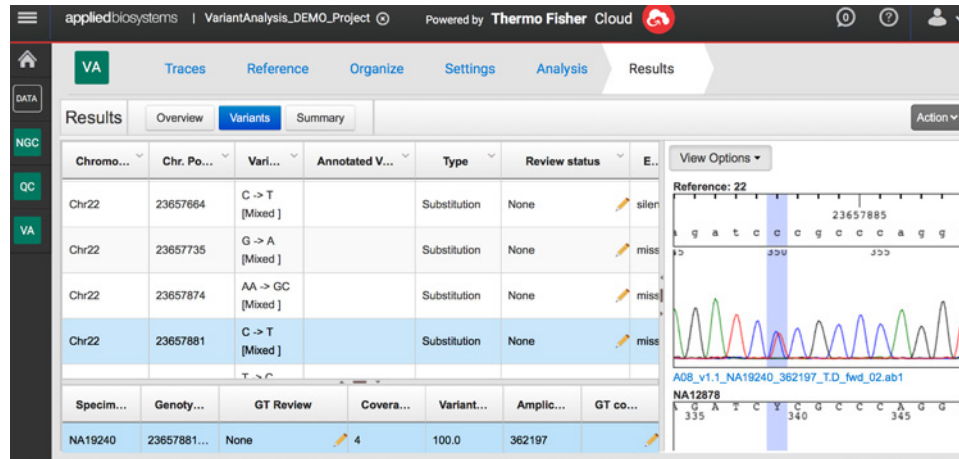 appliedbiosystems | VariantAnalysis_DEMO_Project Powered by Thermo Fisher Cloud
VA Traces Reference Organize Settings Analysis Results
DATA
NGC
QC
VA
Results Overview Variants Summary Action
Chromo... Chr. Po... Vari... Annotated V... Type Review status E...
Chr22 23657664 C -> T [Mixed ] Substitution None silen
Chr22 23657735 G -> A [Mixed ] Substitution None miss
Chr22 23657874 AA -> GC [Mixed ] Substitution None miss
Chr22 23657881 C -> T [Mixed ] Substitution None miss
T -> C
Specim... Genoty... GT Review Covera... Variant... Amplic... GT co...
NA19240 23657881... None 4 100.0 362197
View Options
Reference: 22
23657885
g a t c c c g c c c a g g
350 355
A08_v1.1_NA19240_362197_T.D_fwd_02.ab1
NA12878
G A T C Y C G C C C A G G
335 340 345